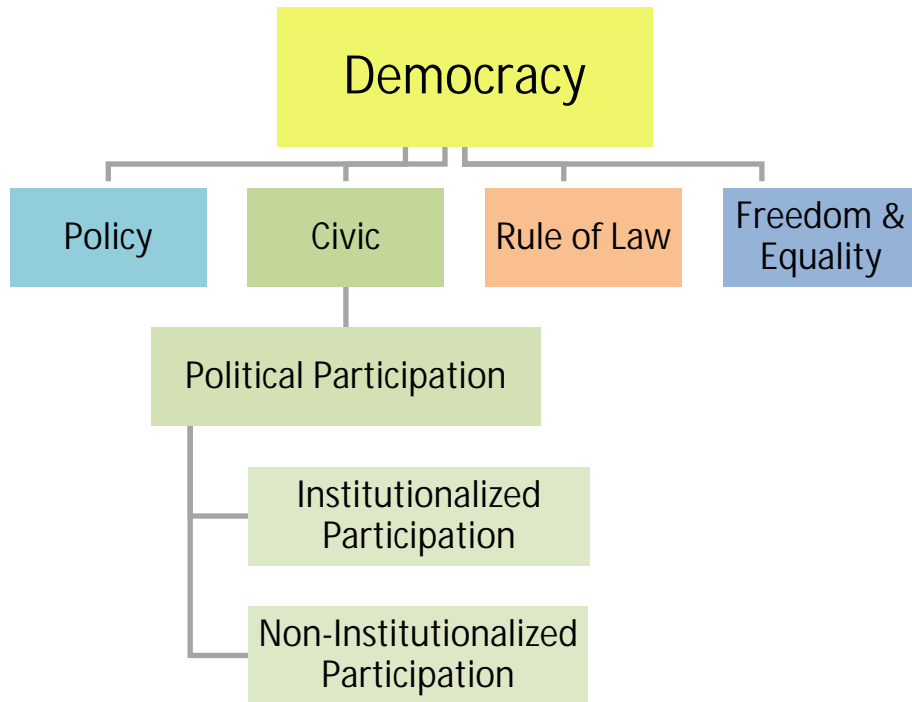 Democracy
Policy
Civic
Rule of Law
Freedom &
Equality
Political Participation
Institutionalized
Participation
Non-Institutionalized
Participation